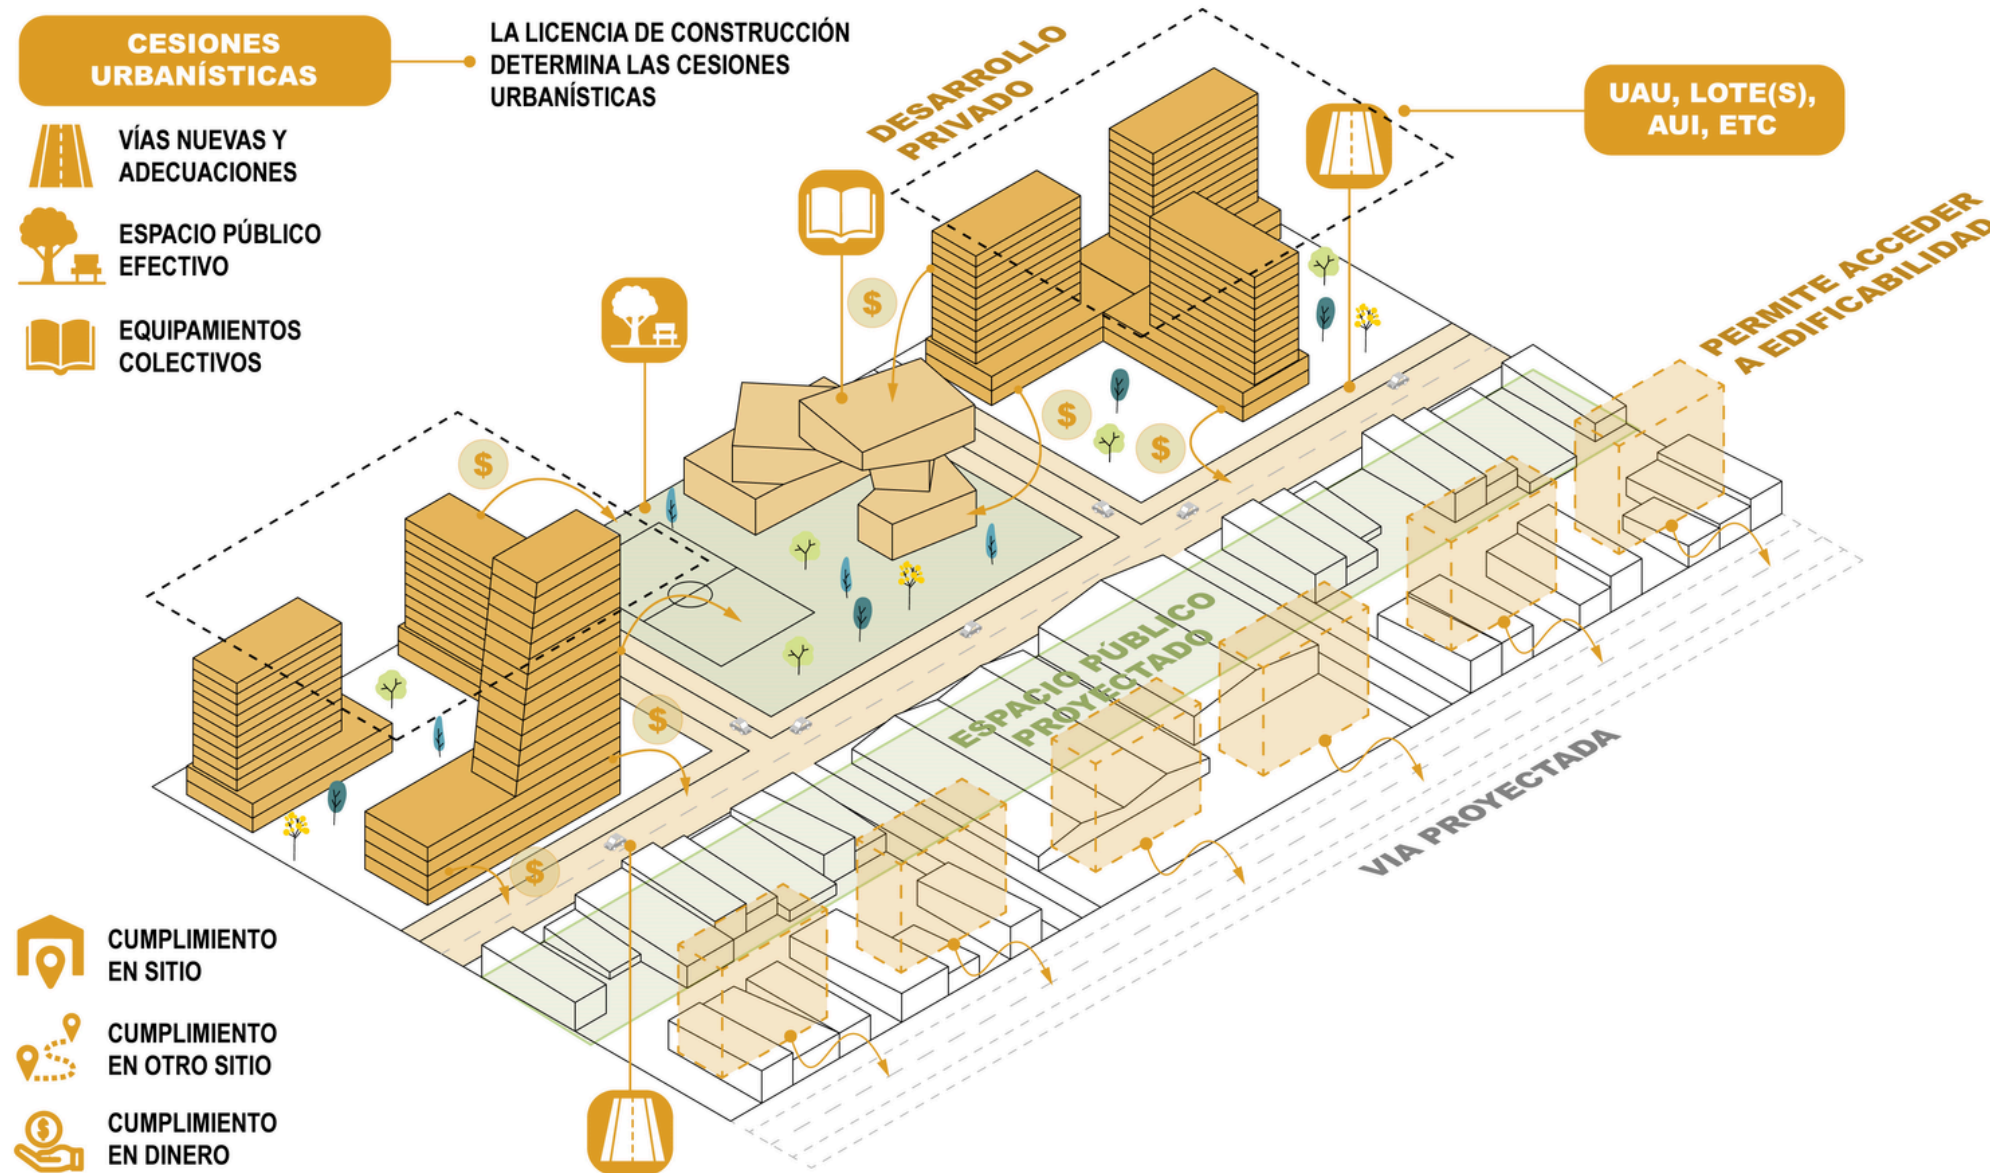 CESIONES
URBANÍSTICAS
LA LICENCIA DE CONSTRUCCIÓN
DETERMINA LAS CESIONES
URBANÍSTICAS
VÍAS NUEVAS Y
ADECUACIONES
ESPACIO PÚBLICO
EFECTIVO
EQUIPAMIENTOS
COLECTIVOS
DESARROLLO
PRIVADO
UAU, LOTE(S),
AUI, ETC
PERMITE ACCEDER
A EDIFICABILIDAD
$
$
$
$
$
$
ESPACIO PÚBLICO
PROYECTADO
VIA PROYECTADA
CUMPLIMIENTO
EN SITIO
CUMPLIMIENTO
EN OTRO SITIO
$
CUMPLIMIENTO
EN DINERO